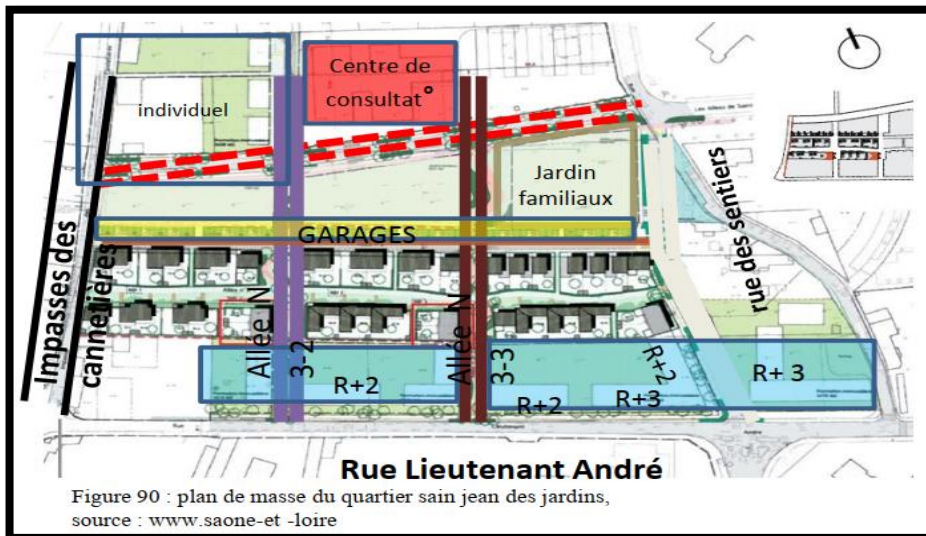 Centre de
consultat°
individuel
Jardin
familiaux
rue des sentiers
GARAGES
Impasses des
cannetières
Allée N
3-2
Allée N
3-3
R+2
R+2
R+3
R+2
R+ 3
Rue Lieutenant André
Figure 90 : plan de masse du quartier sain jean des jardins,
source : www.saone-et -loire